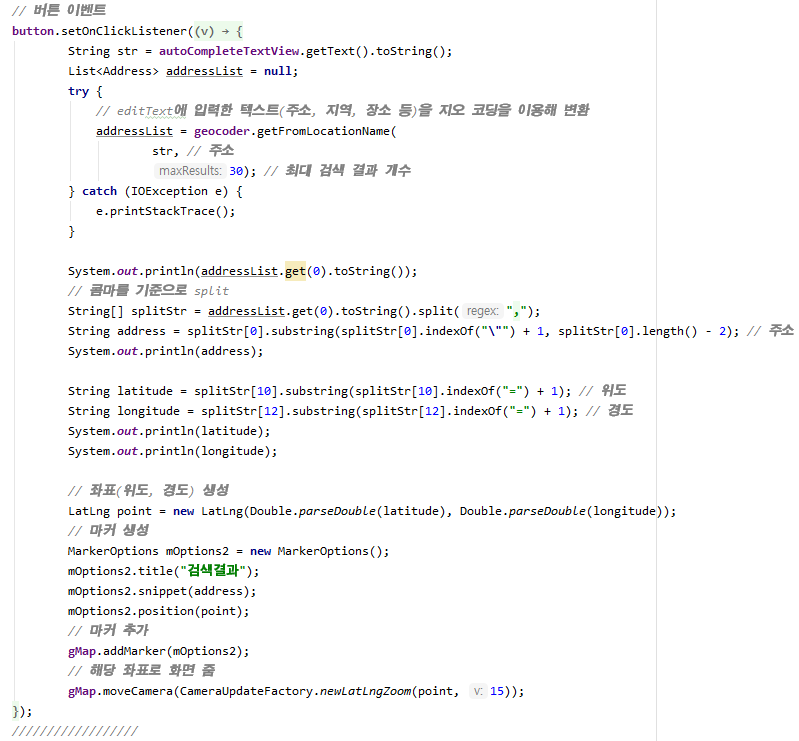 // 버튼 이벤트
button.setOnClickListener((v) → {
String str = autoCompleteTextView.getText().toString();
List<Address> addressList = null;
try {
// editText에 입력한 텍스트(주소, 지역, 장소 등)을 지오 코딩을 이용해 변환
addressList = geocoder.getFromLocationName(
str, // 주소
maxResults: 30); // 최대 검색 결과 개수
} catch (IOException e) {
e.printStackTrace();
}
System.out.println(addressList.get(0).toString());
// 콤마를 기준으로 split
String[] splitStr = addressList.get(0).toString().split( regex: ",");
String address = splitStr[0].substring(splitStr[0].indexOf("\"") + 1, splitStr[0].length() - 2); // 주소
System.out.println(address);
String latitude = splitStr[10].substring(splitStr[10].indexOf("=") + 1); // 위도
String longitude = splitStr[12].substring(splitStr[12].indexOf("=") + 1); // 경도
System.out.println(latitude);
System.out.println(longitude);
// 좌표(위도, 경도) 생성
LatLng point = new LatLng(Double.parseDouble(latitude), Double.parseDouble(longitude));
// 마커 생성
MarkerOptions mOptions2 = new MarkerOptions();
mOptions2.title("검색결과");
mOptions2.snippet(address);
mOptions2.position(point);
// 마커 추가
gMap.addMarker(mOptions2);
// 해당 좌표로 화면 줌
gMap.moveCamera(CameraUpdateFactory.newLatLngZoom(point, v: 15));
});
////////////////////